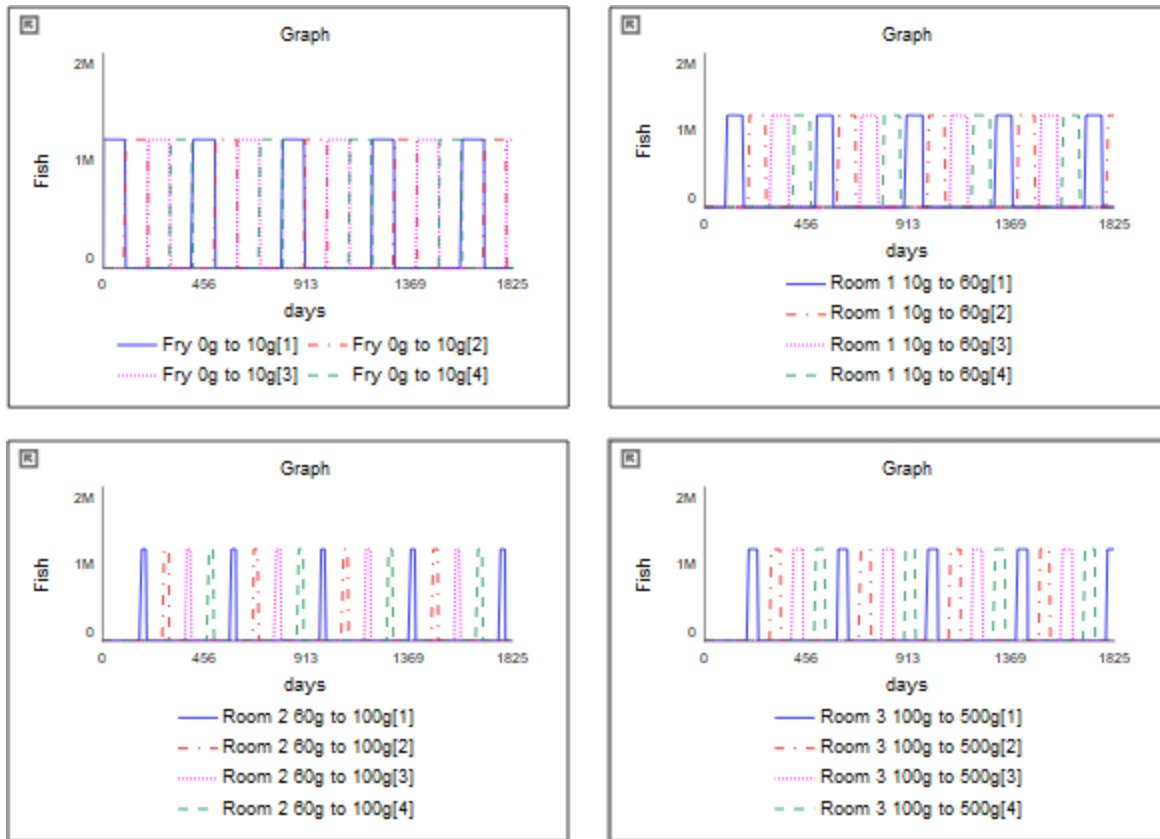 Graph
2M
1M
0
Fish
0 456 913 1369 1825
days
Fry 0g to 10g[1] Fry 0g to 10g[2]
Fry 0g to 10g[3] Fry 0g to 10g[4]
Graph
2M
1M
0
Fish
0 456 913 1369 1825
days
Room 1 10g to 60g[1]
Room 1 10g to 60g[2]
Room 1 10g to 60g[3]
Room 1 10g to 60g[4]
Graph
2M
1M
0
Fish
0 456 913 1369 1825
days
Room 2 60g to 100g[1]
Room 2 60g to 100g[2]
Room 2 60g to 100g[3]
Room 2 60g to 100g[4]
Graph
2M
1M
0
Fish
0 456 913 1369 1825
days
Room 3 100g to 500g[1]
Room 3 100g to 500g[2]
Room 3 100g to 500g[3]
Room 3 100g to 500g[4]